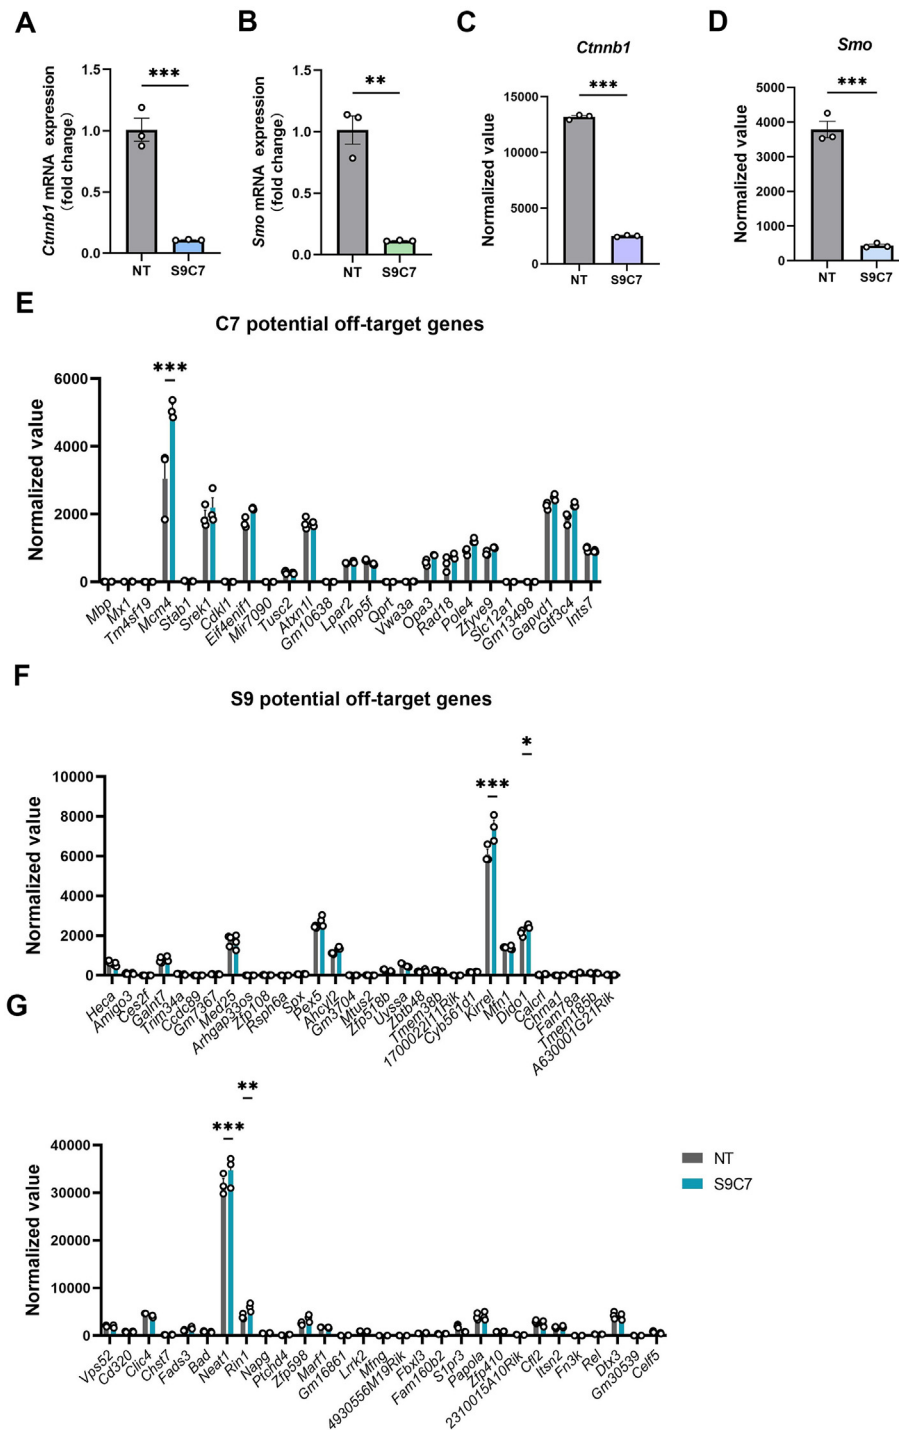 A
Ctnnb1 mRNA expression
(fold change)
1.5
1.0
0.5
0.0
***
NT
S9C7
B
Smo mRNA expression
(fold change)
1.5
1.0
0.5
0.0
**
NT
S9C7
C
Ctnnb1
Normalized value
15000
10000
5000
0
***
NT
S9C7
D
Smo
Normalized value
5000
4000
3000
2000
1000
0
***
NT
S9C7
E
C7 potential off-target genes
Normalized value
6000
4000
2000
0
***
Mbp
Mx1
Tm4sf19
Mcm4
Stab1
Srek1
Cdkl1
Eif4enif1
Mir7090
Tusc2
Atxn1l
Gm10638
Lpar2
Inpp5f
Qprt
Vwa3a
Opa3
Rad18
Pole4
Zfyve9
Slc12a1
Gm13498
Gapvd1
Gtf3c4
Ints7
F
S9 potential off-target genes
Normalized value
10000
8000
6000
4000
2000
0
***
*
Heca
Amigo3
Ces2f
Galnt7
Trim34a
Ccdc89
Gm7367
Med25
Arhgap33os
Zfp108
Rsph6a
Spx
Pex5
Ahcyl2
Gm3704
Mtus2
Zfp518b
Uvssa
Zbtb48
Tmem38b
1700022I11Rik
Cyb561d1
Kirrel
Mfn1
Dido1
Calcrl
Chrna1
Fam78a
Tmem185b
A630001G21Rik
G
Normalized value
40000
30000
20000
10000
0
***
**
Vps52
Cd320
Clic4
Chst7
Fads3
Bad
Neat1
Rin1
Napg
Ptchd4
Zfp598
Marf1
Gm16861
Lrrk2
Mfng
4930556M19Rik
Fbxl3
Fam160b2
S1pr3
Papola
Zfp410
2310015A10Rik
Cfl2
Itsn2
Fn3k
Rel
Dtx3
Gm30539
Celf5
NT
S9C7